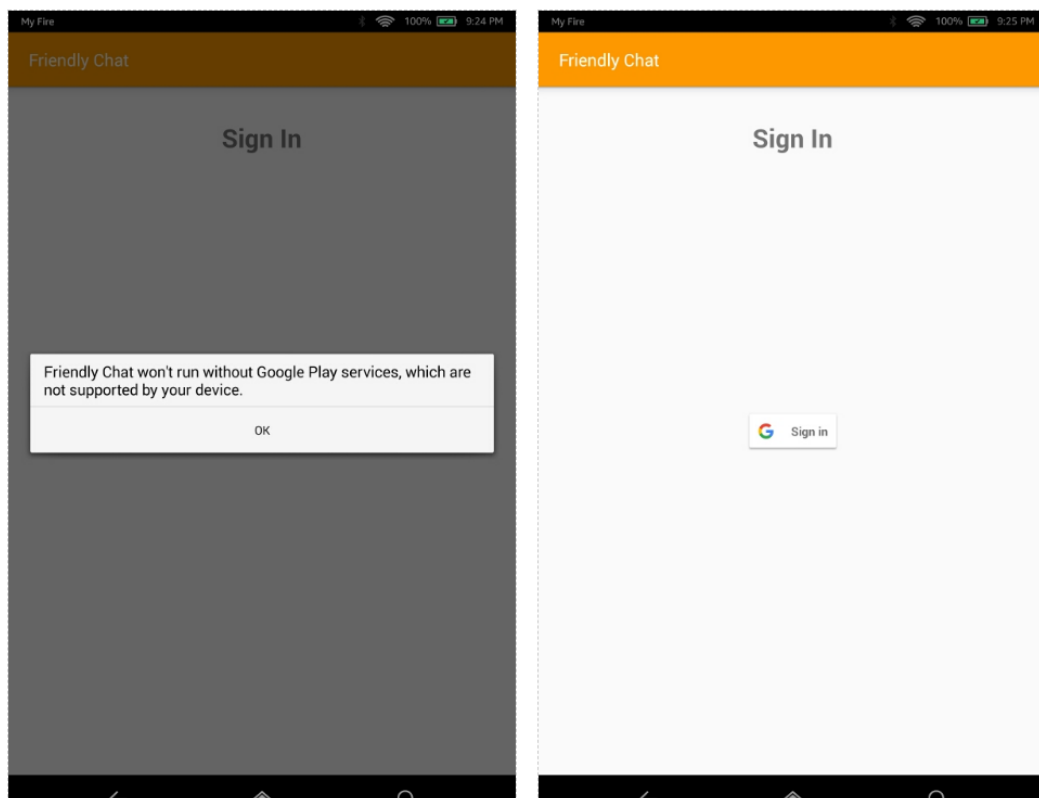 My Fire 100% 9:24 PM
Friendly Chat
Sign In
Friendly Chat won't run without Google Play services, which are
not supported by your device.
OK
My Fire 100% 9:25 PM
Friendly Chat
Sign In
Sign in